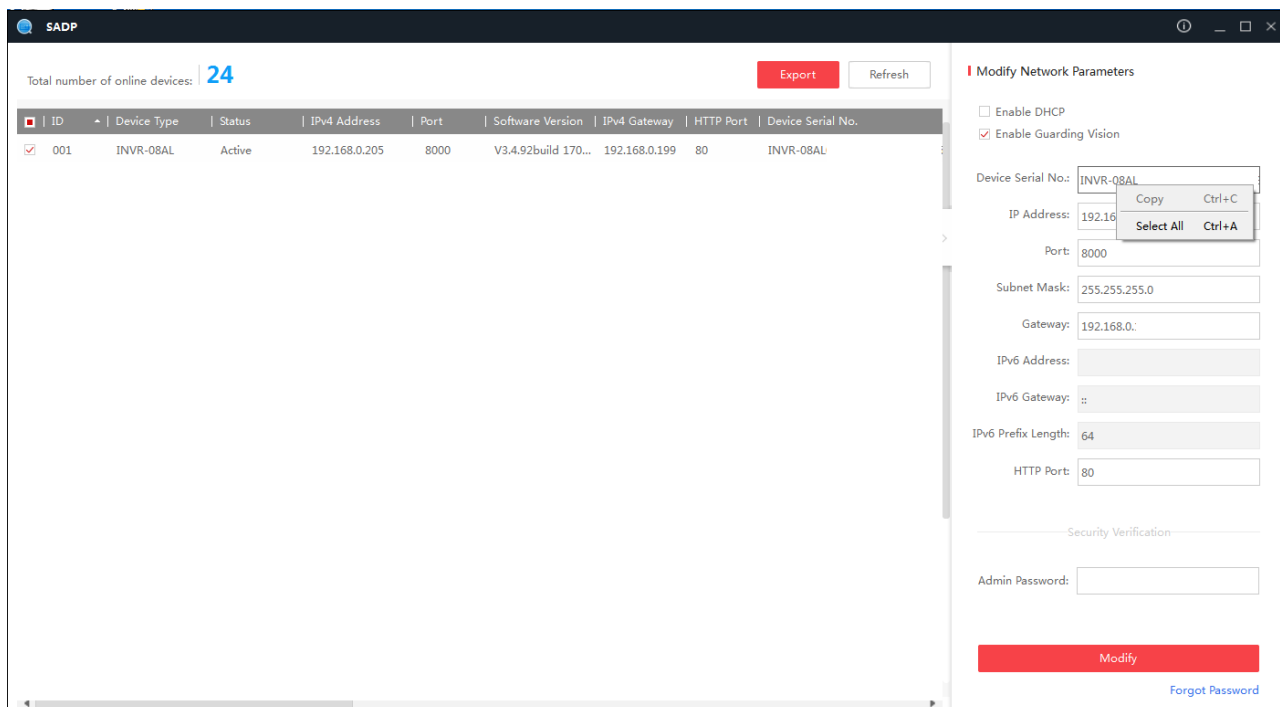 SADP
Total number of online devices: 24
Export
Refresh
ID | Device Type | Status | IPv4 Address | Port | Software Version | IPv4 Gateway | HTTP Port | Device Serial No.
001 INVR-08AL Active 192.168.0.205 8000 V3.4.92build 170... 192.168.0.199 80 INVR-08AL
Modify Network Parameters
Enable DHCP
Enable Guarding Vision
Device Serial No.: INVR-08AL
Copy Ctrl+C
Select All Ctrl+A
IP Address: 192.16
Port: 8000
Subnet Mask: 255.255.255.0
Gateway: 192.168.0.
IPv6 Address:
IPv6 Gateway: ::
IPv6 Prefix Length: 64
HTTP Port: 80
Security Verification
Admin Password:
Modify
Forgot Password